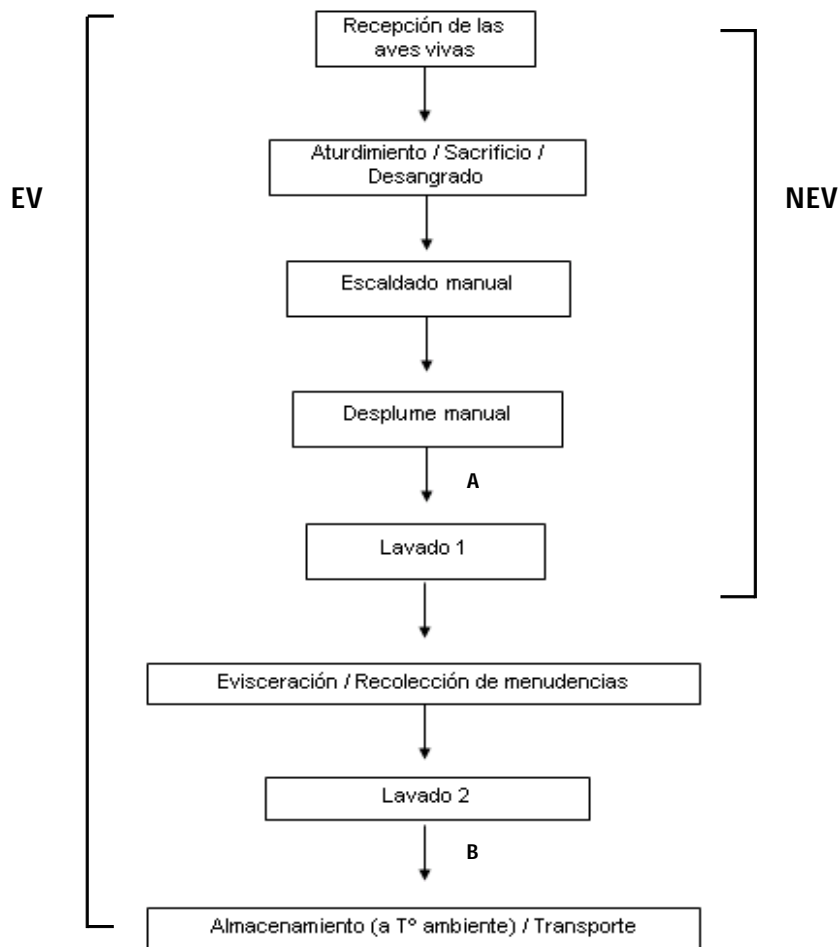 Recepción de las
aves vivas
Aturdimiento / Sacrificio /
Desangrado
EV
NEV
Escaldado manual
Desplume manual
A
Lavado 1
Evisceración / Recolección de menudencias
Lavado 2
B
Almacenamiento (a Tº ambiente) / Transporte